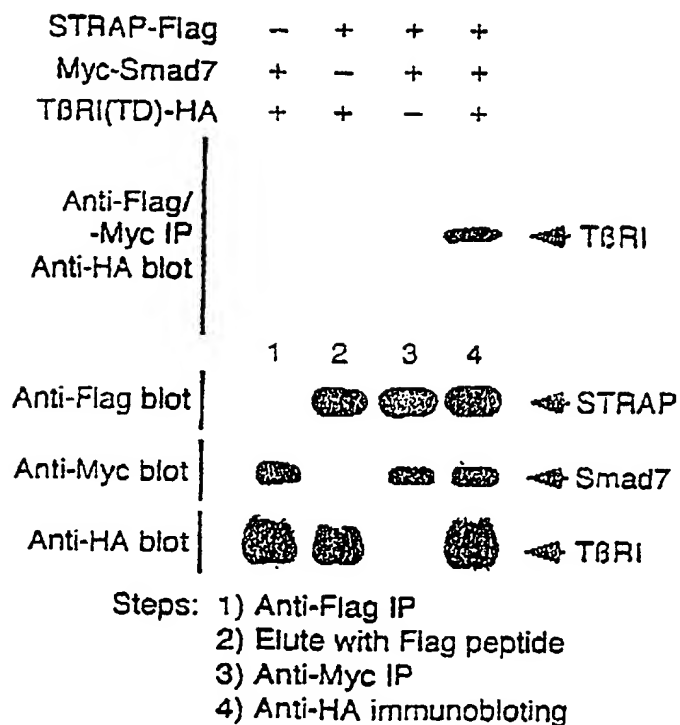 STRAP-Flag - + + +
Myc-Smad7 + - + +
TβRI(TD)-HA + + - +
Anti-Flag/
-Myc IP
Anti-HA blot
TβRI
1 2 3 4
Anti-Flag blot
STRAP
Anti-Myc blot
Smad7
Anti-HA blot
TβRI
Steps: 1) Anti-Flag IP
2) Elute with Flag peptide
3) Anti-Myc IP
4) Anti-HA immunobloting